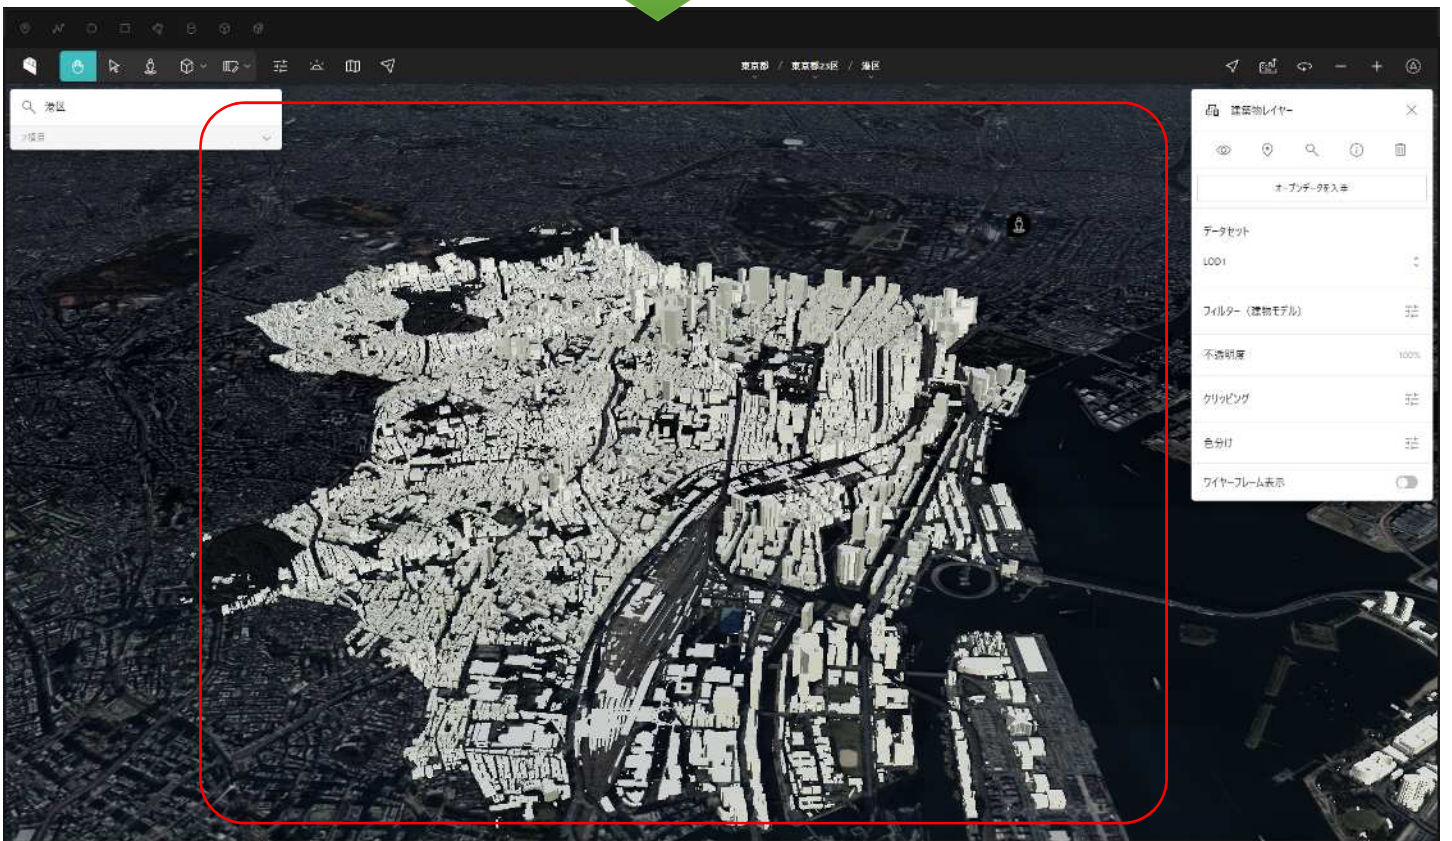 東京都 / 東京都23区 / 港区
港区
2項目
建築物レイヤー
オープンデータを入手
データセット
LOD1
フィルター（建物モデル）
不透明度 100%
クリッピング
色分け
ワイヤーフレーム表示